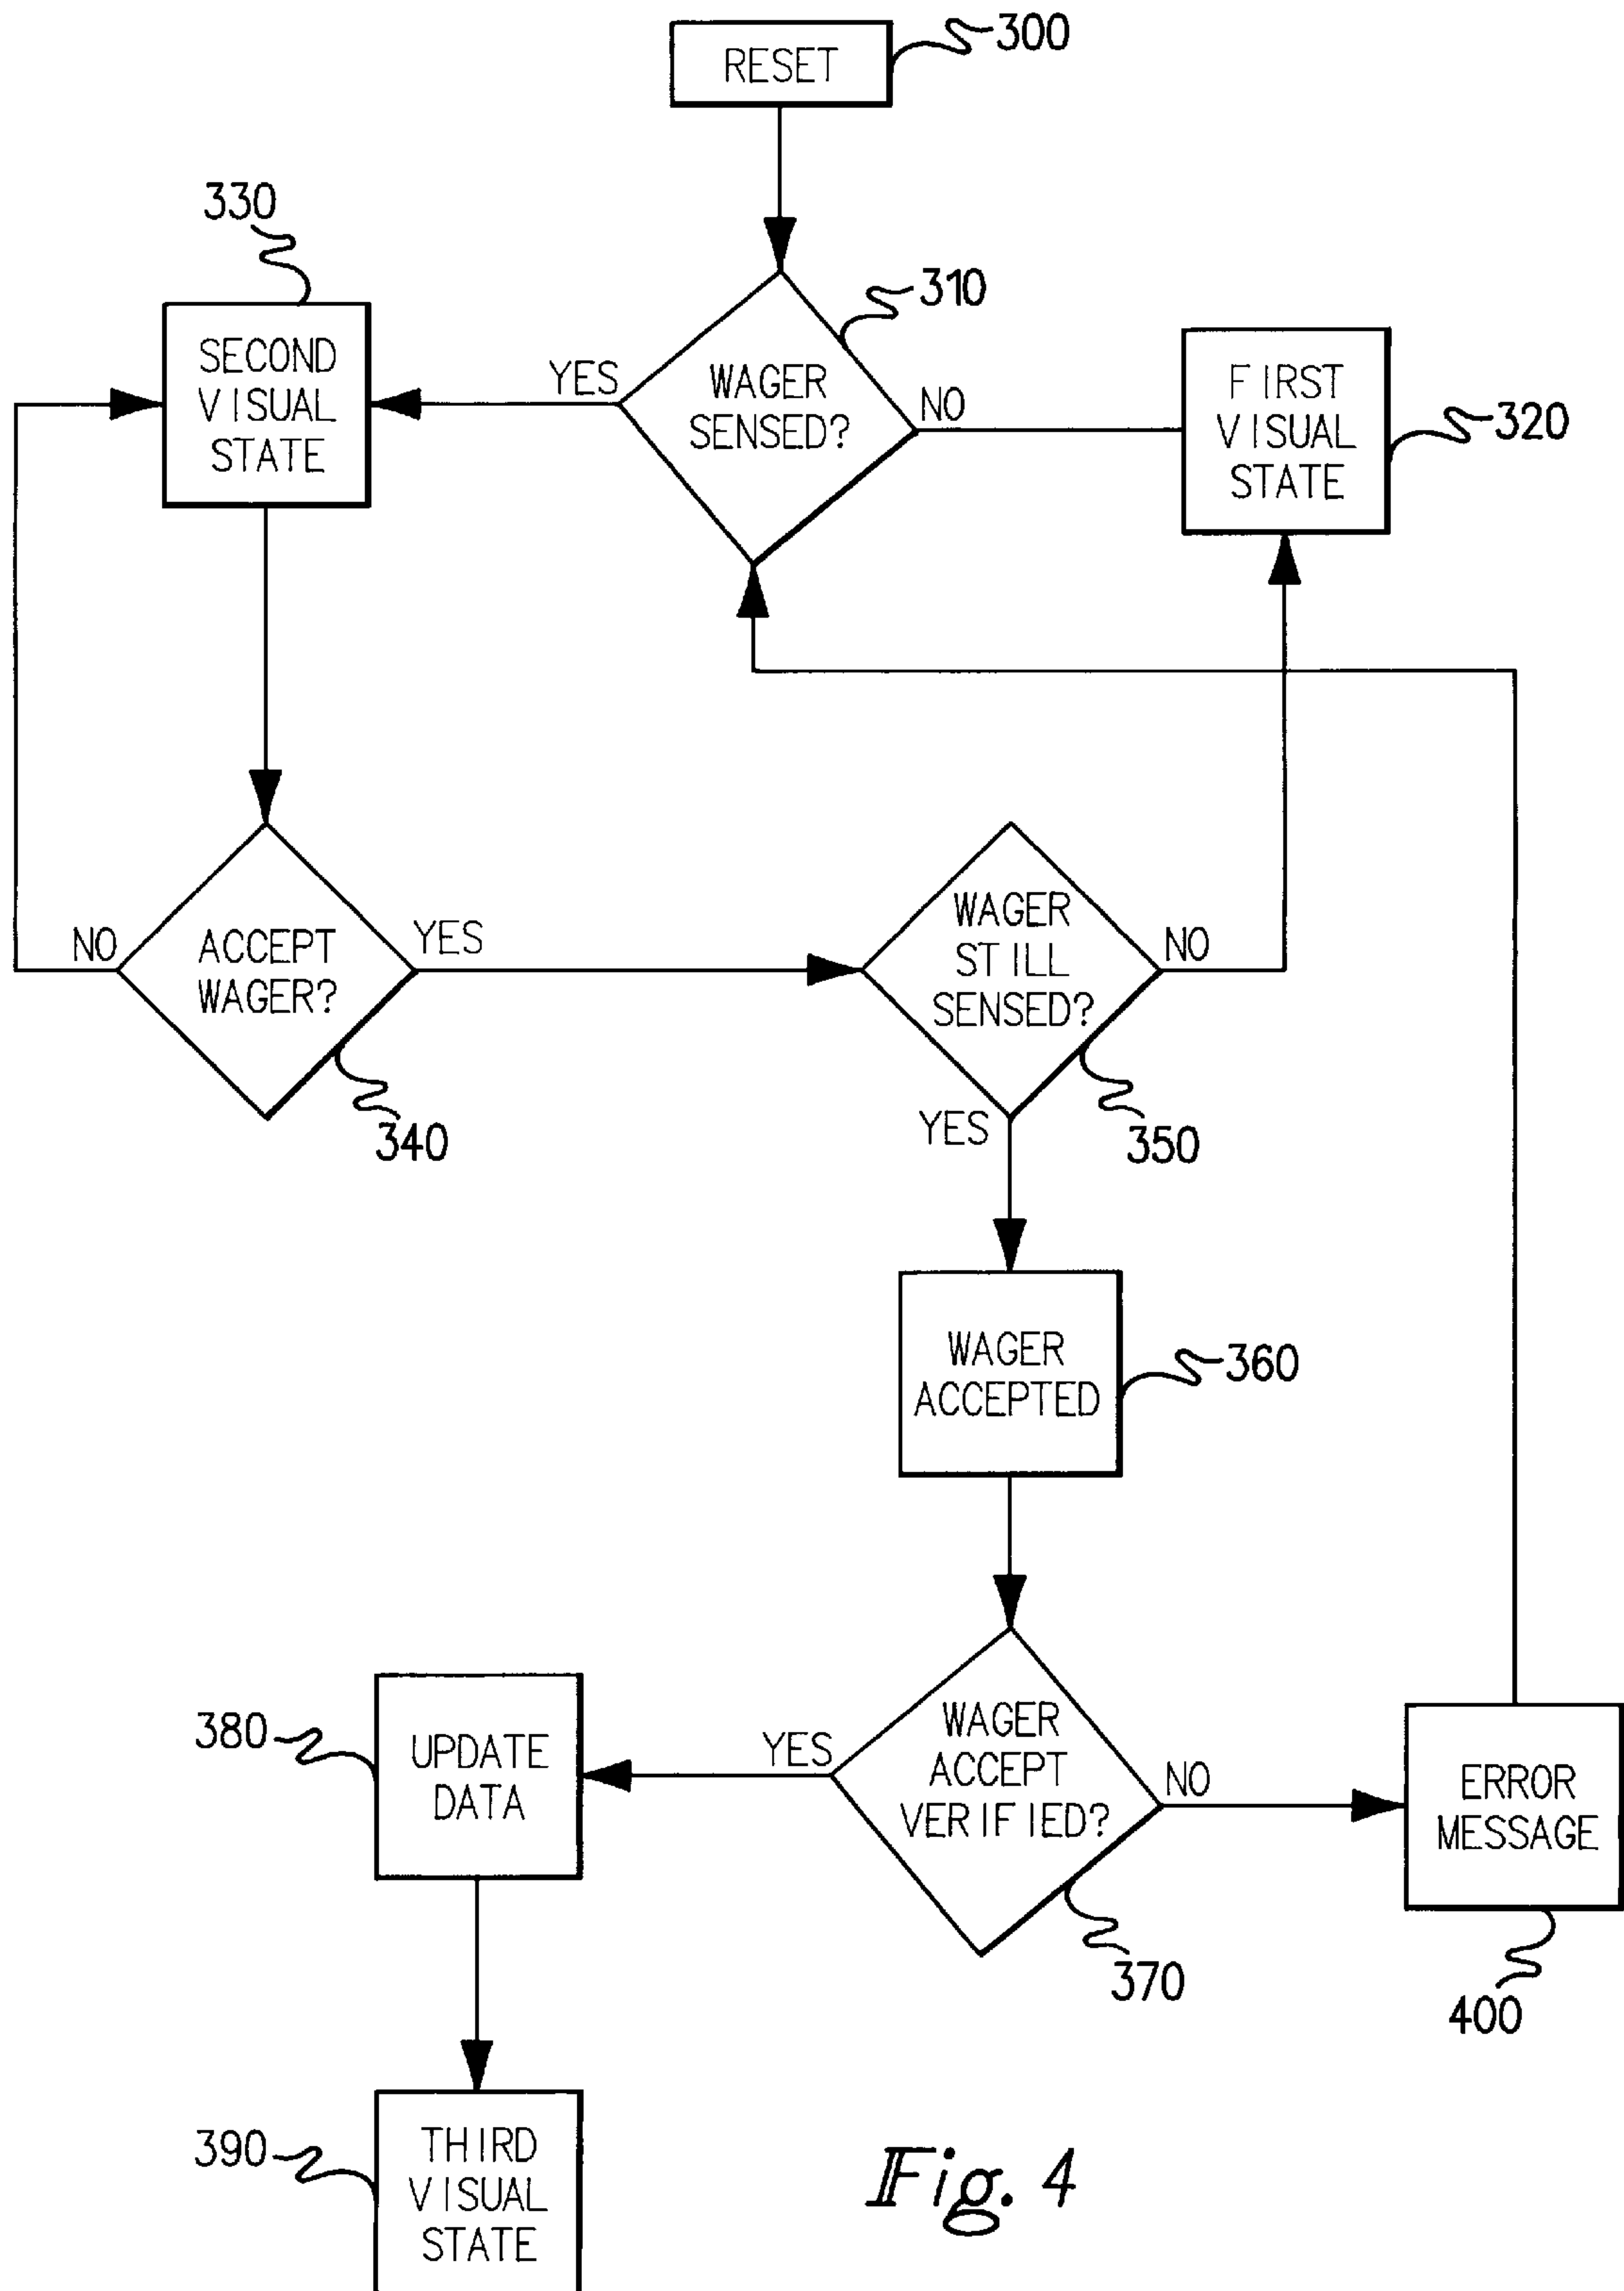 RESET
300
330
310
SECOND
VISUAL
STATE
YES
WAGER
SENSED?
NO
FIRST
VISUAL
STATE
320
NO
ACCEPT
WAGER?
YES
340
WAGER
STILL
SENSED?
NO
YES
350
WAGER
ACCEPTED
360
380
UPDATE
DATA
YES
WAGER
ACCEPT
VERIFIED?
NO
ERROR
MESSAGE
370
400
390
THIRD
VISUAL
STATE
Fig. 4